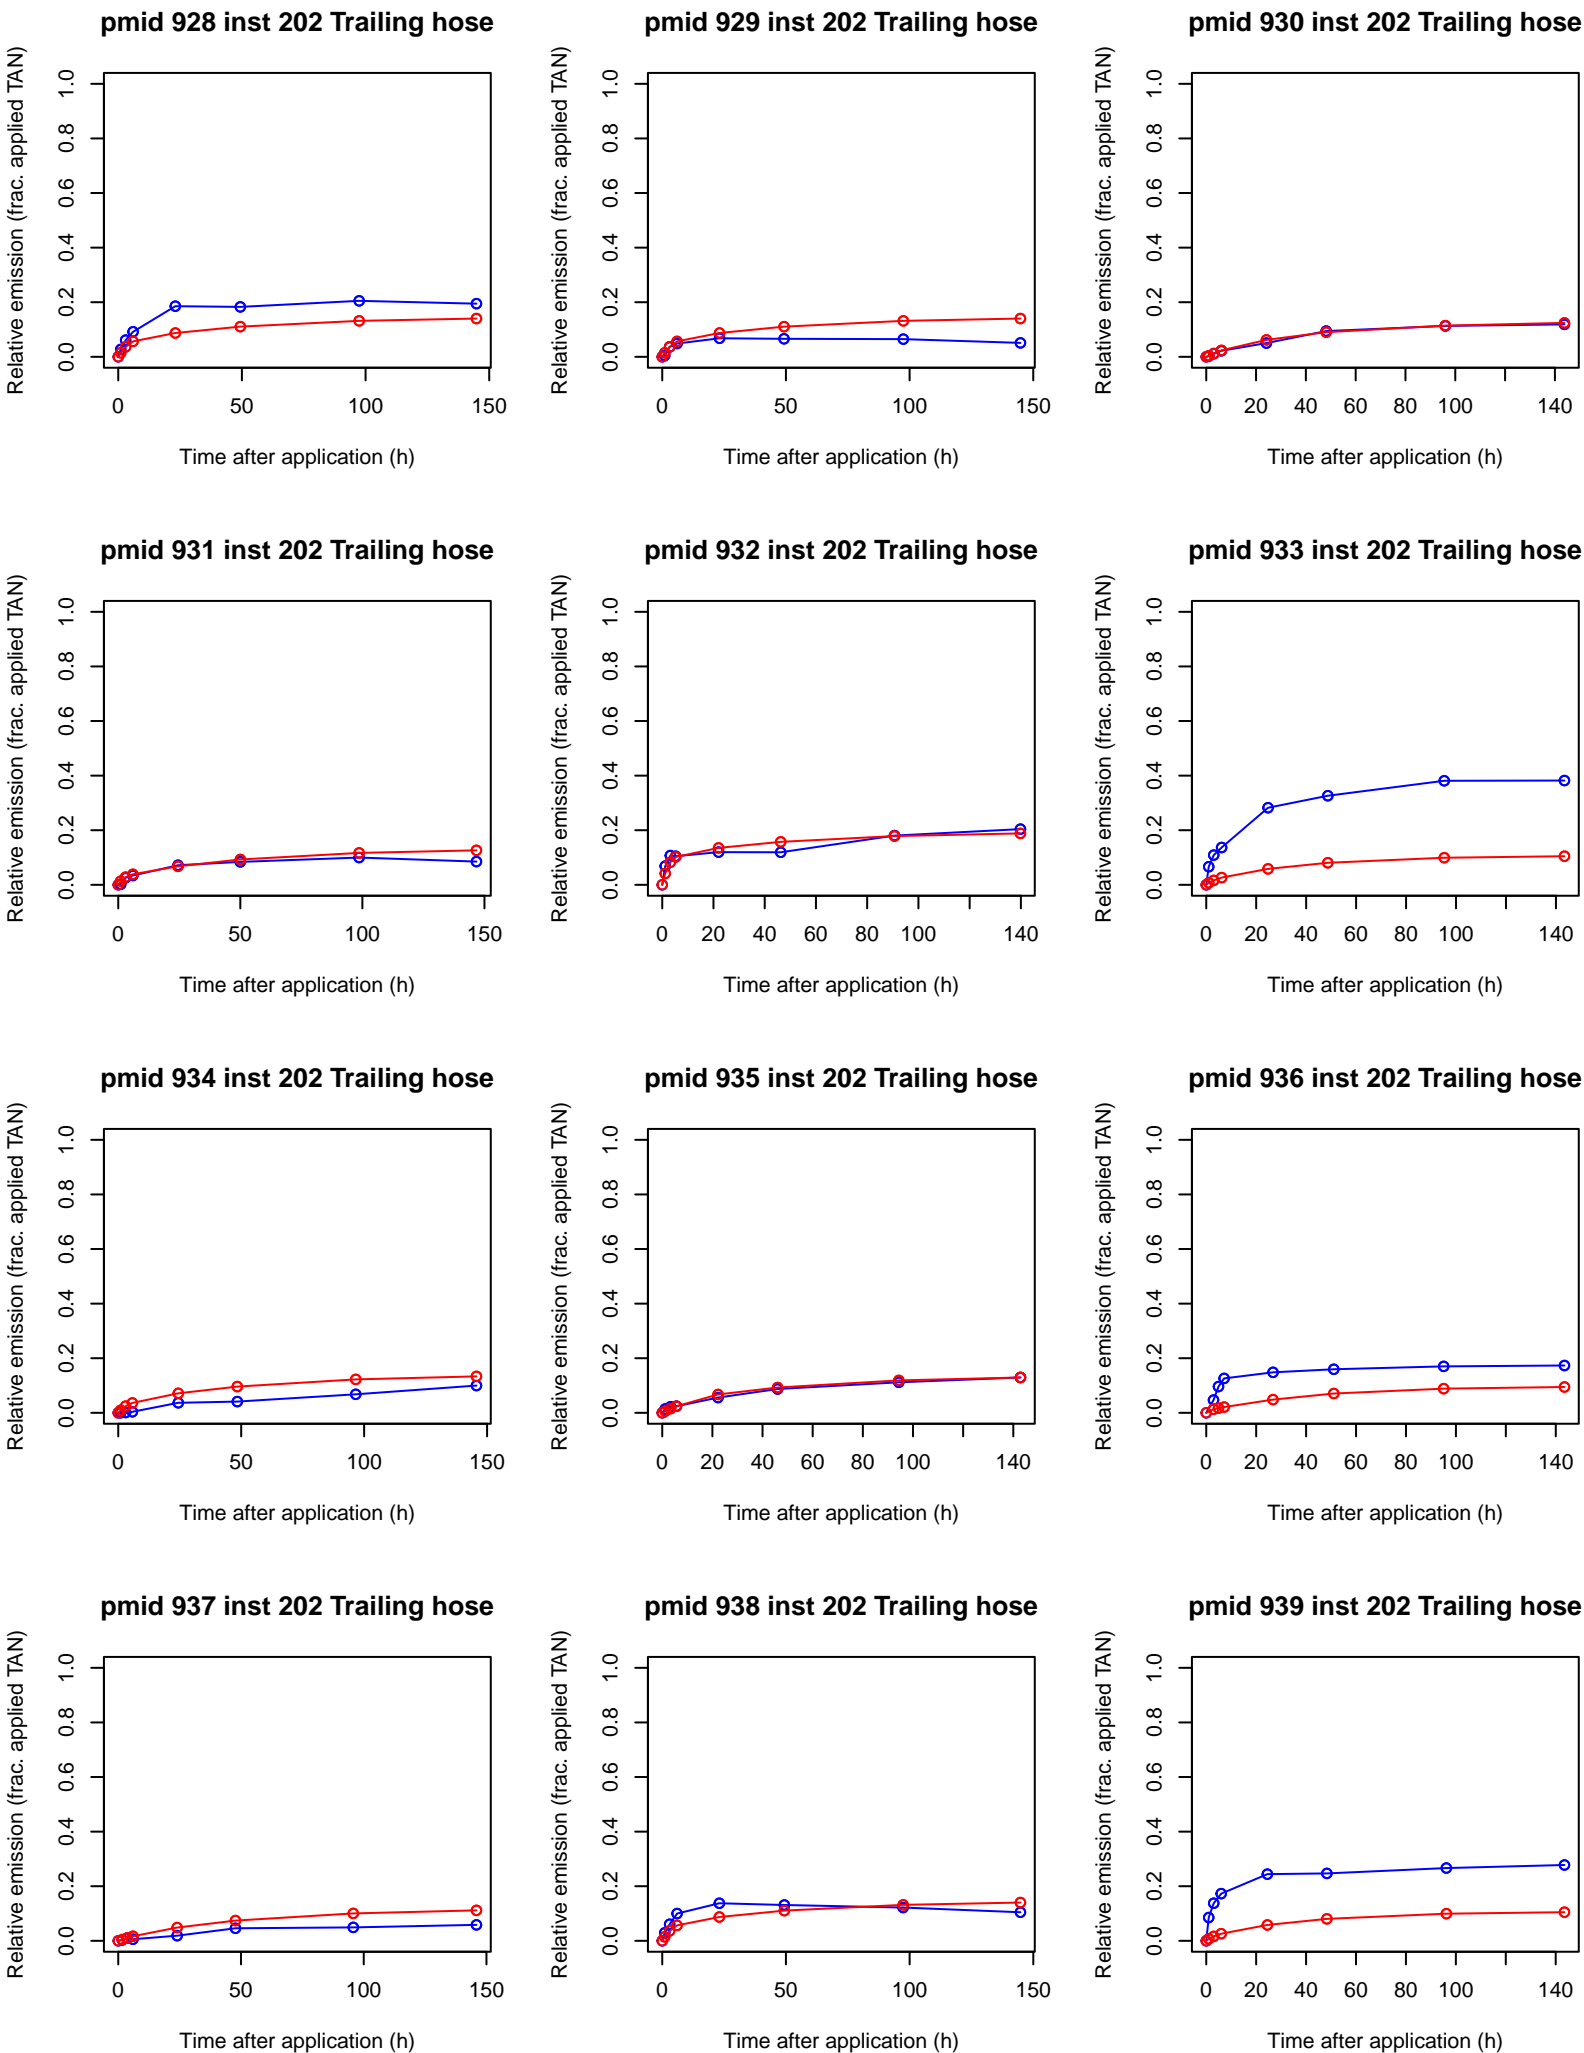 pmid 928 inst 202 Trailing hose
Relative emission (frac. applied TAN)
0.0 0.2 0.4 0.6 0.8 1.0
0 50 100 150
Time after application (h)
pmid 929 inst 202 Trailing hose
Relative emission (frac. applied TAN)
0.0 0.2 0.4 0.6 0.8 1.0
0 50 100 150
Time after application (h)
pmid 930 inst 202 Trailing hose
Relative emission (frac. applied TAN)
0.0 0.2 0.4 0.6 0.8 1.0
0 20 40 60 80 100 140
Time after application (h)
pmid 931 inst 202 Trailing hose
Relative emission (frac. applied TAN)
0.0 0.2 0.4 0.6 0.8 1.0
0 50 100 150
Time after application (h)
pmid 932 inst 202 Trailing hose
Relative emission (frac. applied TAN)
0.0 0.2 0.4 0.6 0.8 1.0
0 20 40 60 80 100 140
Time after application (h)
pmid 933 inst 202 Trailing hose
Relative emission (frac. applied TAN)
0.0 0.2 0.4 0.6 0.8 1.0
0 20 40 60 80 100 140
Time after application (h)
pmid 934 inst 202 Trailing hose
Relative emission (frac. applied TAN)
0.0 0.2 0.4 0.6 0.8 1.0
0 50 100 150
Time after application (h)
pmid 935 inst 202 Trailing hose
Relative emission (frac. applied TAN)
0.0 0.2 0.4 0.6 0.8 1.0
0 20 40 60 80 100 140
Time after application (h)
pmid 936 inst 202 Trailing hose
Relative emission (frac. applied TAN)
0.0 0.2 0.4 0.6 0.8 1.0
0 20 40 60 80 100 140
Time after application (h)
pmid 937 inst 202 Trailing hose
Relative emission (frac. applied TAN)
0.0 0.2 0.4 0.6 0.8 1.0
0 50 100 150
Time after application (h)
pmid 938 inst 202 Trailing hose
Relative emission (frac. applied TAN)
0.0 0.2 0.4 0.6 0.8 1.0
0 50 100 150
Time after application (h)
pmid 939 inst 202 Trailing hose
Relative emission (frac. applied TAN)
0.0 0.2 0.4 0.6 0.8 1.0
0 20 40 60 80 100 140
Time after application (h)